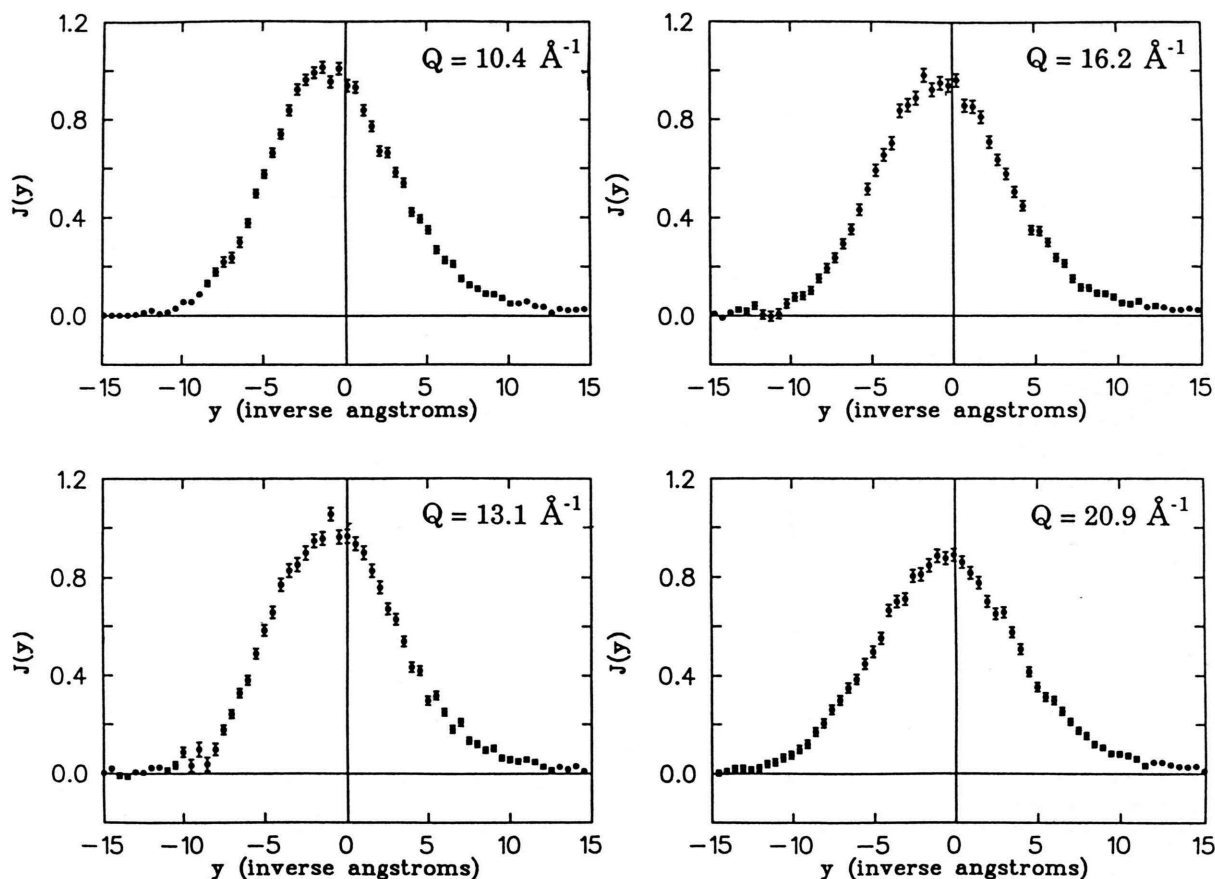 1.2
Q = 10.4 Å⁻¹
0.8
J(y)
0.4
0.0
−15 −10 −5 0 5 10 15
y (inverse angstroms)
1.2
Q = 16.2 Å⁻¹
0.8
J(y)
0.4
0.0
−15 −10 −5 0 5 10 15
y (inverse angstroms)
1.2
Q = 13.1 Å⁻¹
0.8
J(y)
0.4
0.0
−15 −10 −5 0 5 10 15
y (inverse angstroms)
1.2
Q = 20.9 Å⁻¹
0.8
J(y)
0.4
0.0
−15 −10 −5 0 5 10 15
y (inverse angstroms)